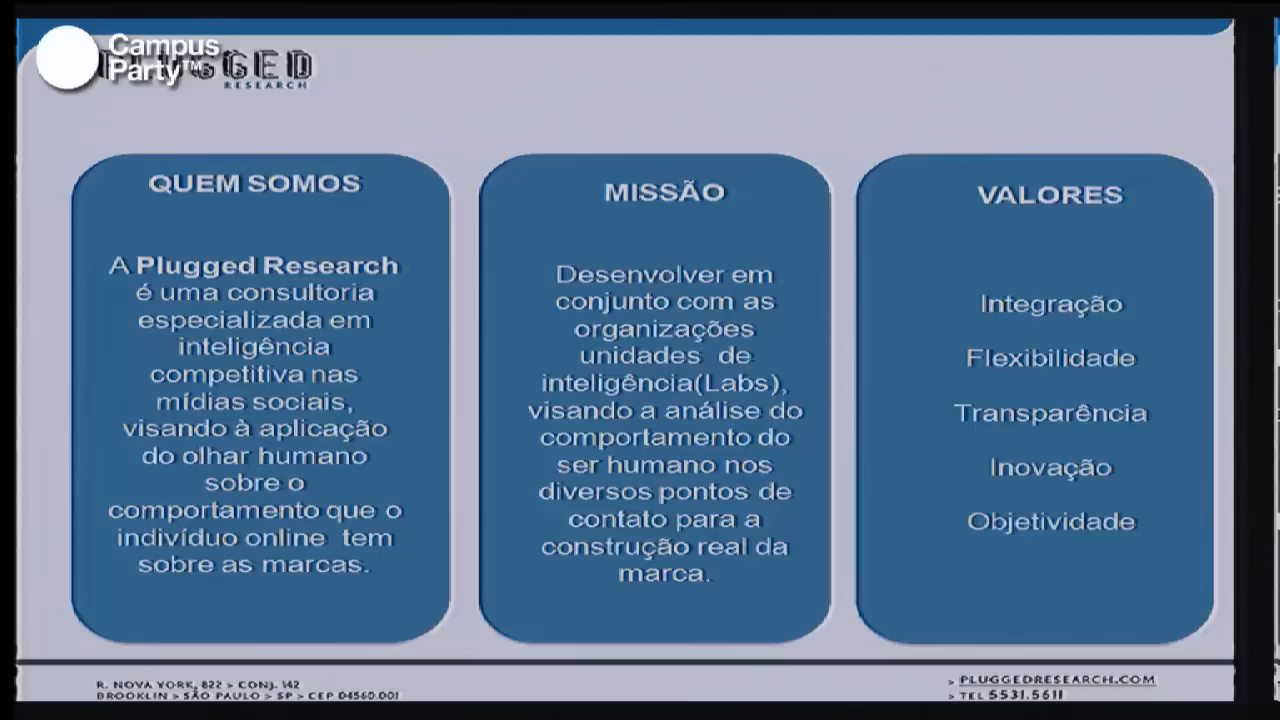 Campus
Party™
PLUGGED
RESEARCH
QUEM SOMOS
A Plugged Research
é uma consultoria
especializada em
inteligência
competitiva nas
mídias sociais,
visando à aplicação
do olhar humano
sobre o
comportamento que o
indivíduo online tem
sobre as marcas.
MISSÃO
Desenvolver em
conjunto com as
organizações
unidades de
inteligência(Labs),
visando a análise do
comportamento do
ser humano nos
diversos pontos de
contato para a
construção real da
marca.
VALORES
Integração
Flexibilidade
Transparência
Inovação
Objetividade
R. NOVA YORK, 822 > CONJ. 142
BROOKLIN > SÃO PAULO > SP > CEP 04560.001
> PLUGGEDRESEARCH.COM
> TEL 5531.5611